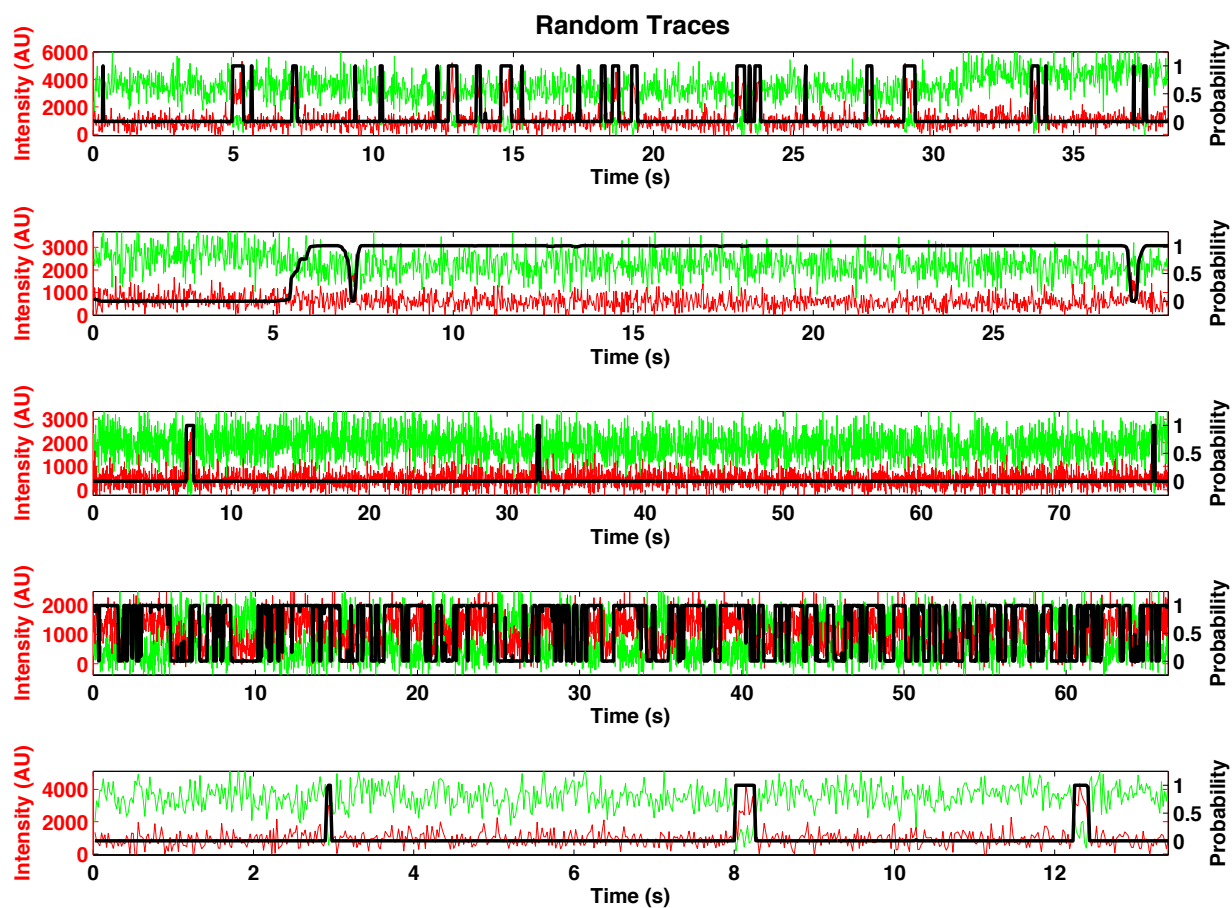 Random Traces
Intensity (AU)
6000
4000
2000
0
1
0.5
0
Probability
0 5 10 15 20 25 30 35
Time (s)
Intensity (AU)
3000
2000
1000
0
1
0.5
0
Probability
0 5 10 15 20 25
Time (s)
Intensity (AU)
3000
2000
1000
0
1
0.5
0
Probability
0 10 20 30 40 50 60 70
Time (s)
Intensity (AU)
2000
1000
0
1
0.5
0
Probability
0 10 20 30 40 50 60
Time (s)
Intensity (AU)
4000
2000
0
1
0.5
0
Probability
0 2 4 6 8 10 12
Time (s)